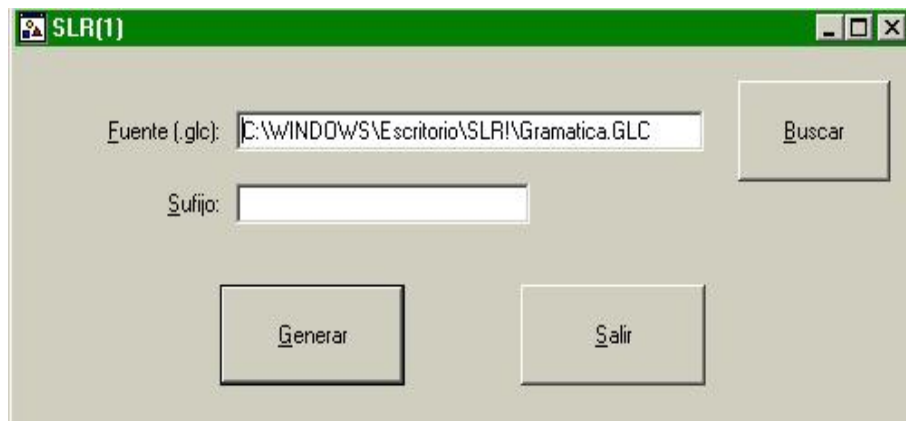 SLR(1)
Fuente (.glc): C:\WINDOWS\Escritorio\SLR!\Gramatica.GLC Buscar
Sufijo:
Generar Salir